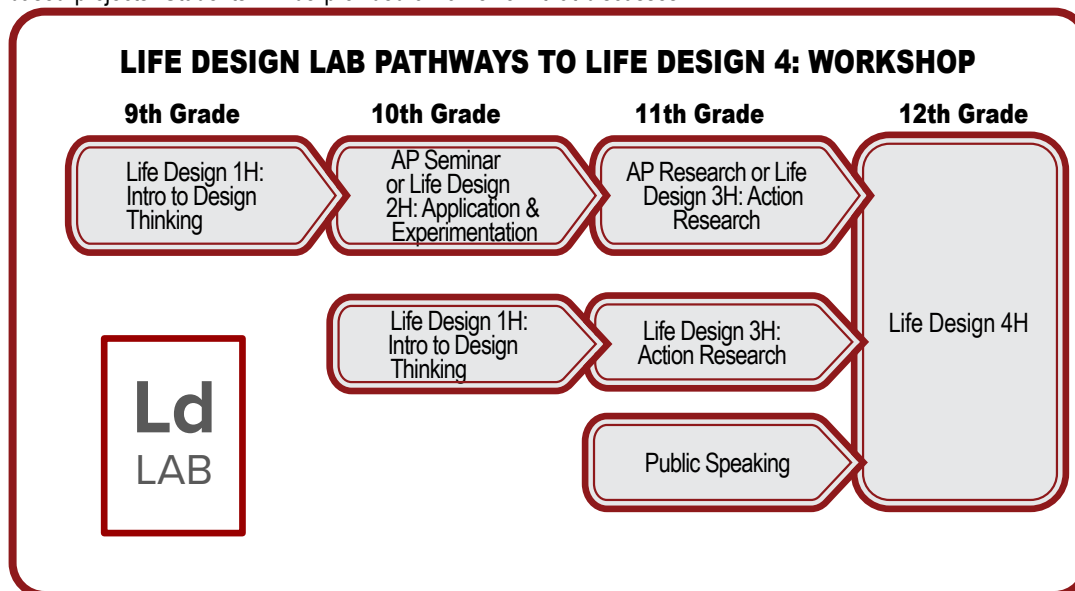 LIFE DESIGN LAB PATHWAYS TO LIFE DESIGN 4: WORKSHOP
9th Grade
10th Grade
11th Grade
12th Grade
Life Design 1H:
Intro to Design
Thinking
AP Seminar
or Life Design
2H: Application &
Experimentation
AP Research or Life
Design 3H: Action
Research
Life Design 1H:
Intro to Design
Thinking
Life Design 3H:
Action Research
Life Design 4H
Public Speaking
Ld
LAB